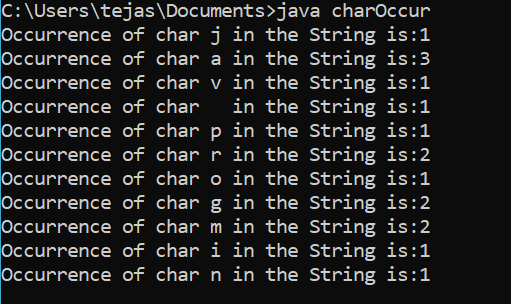 C:\Users\tejas\Documents>java charOccur
Occurrence of char j in the String is:1
Occurrence of char a in the String is:3
Occurrence of char v in the String is:1
Occurrence of char   in the String is:1
Occurrence of char p in the String is:1
Occurrence of char r in the String is:2
Occurrence of char o in the String is:1
Occurrence of char g in the String is:2
Occurrence of char m in the String is:2
Occurrence of char i in the String is:1
Occurrence of char n in the String is:1